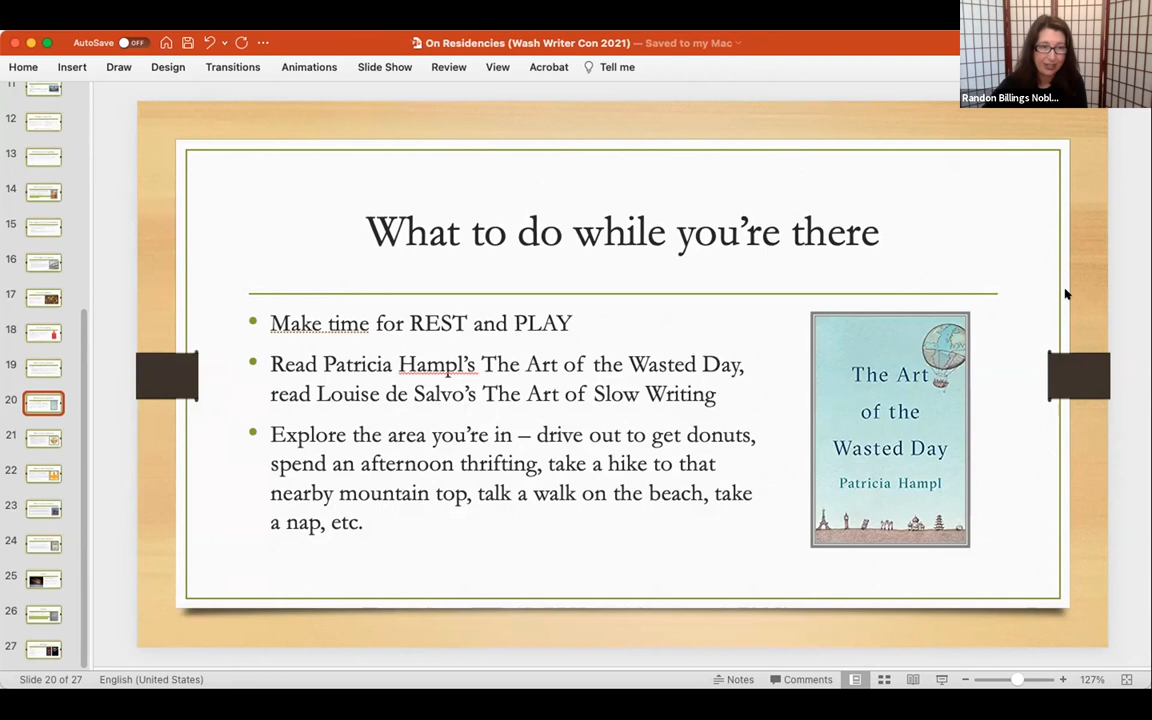 AutoSave OFF
On Residencies (Wash Writer Con 2021) — Saved to my Mac
Home Insert Draw Design Transitions Animations Slide Show Review View Acrobat Tell me
Randon Billings Nobl...
11
12
13
14
15
16
17
18
19
20
21
22
23
24
25
26
27
What to do while you’re there
• Make time for REST and PLAY
• Read Patricia Hampl’s The Art of the Wasted Day,
read Louise de Salvo’s The Art of Slow Writing
• Explore the area you’re in – drive out to get donuts,
spend an afternoon thrifting, take a hike to that
nearby mountain top, talk a walk on the beach, take
a nap, etc.
The Art
of the
Wasted Day
Patricia Hampl
Slide 20 of 27 English (United States) Notes Comments 127%